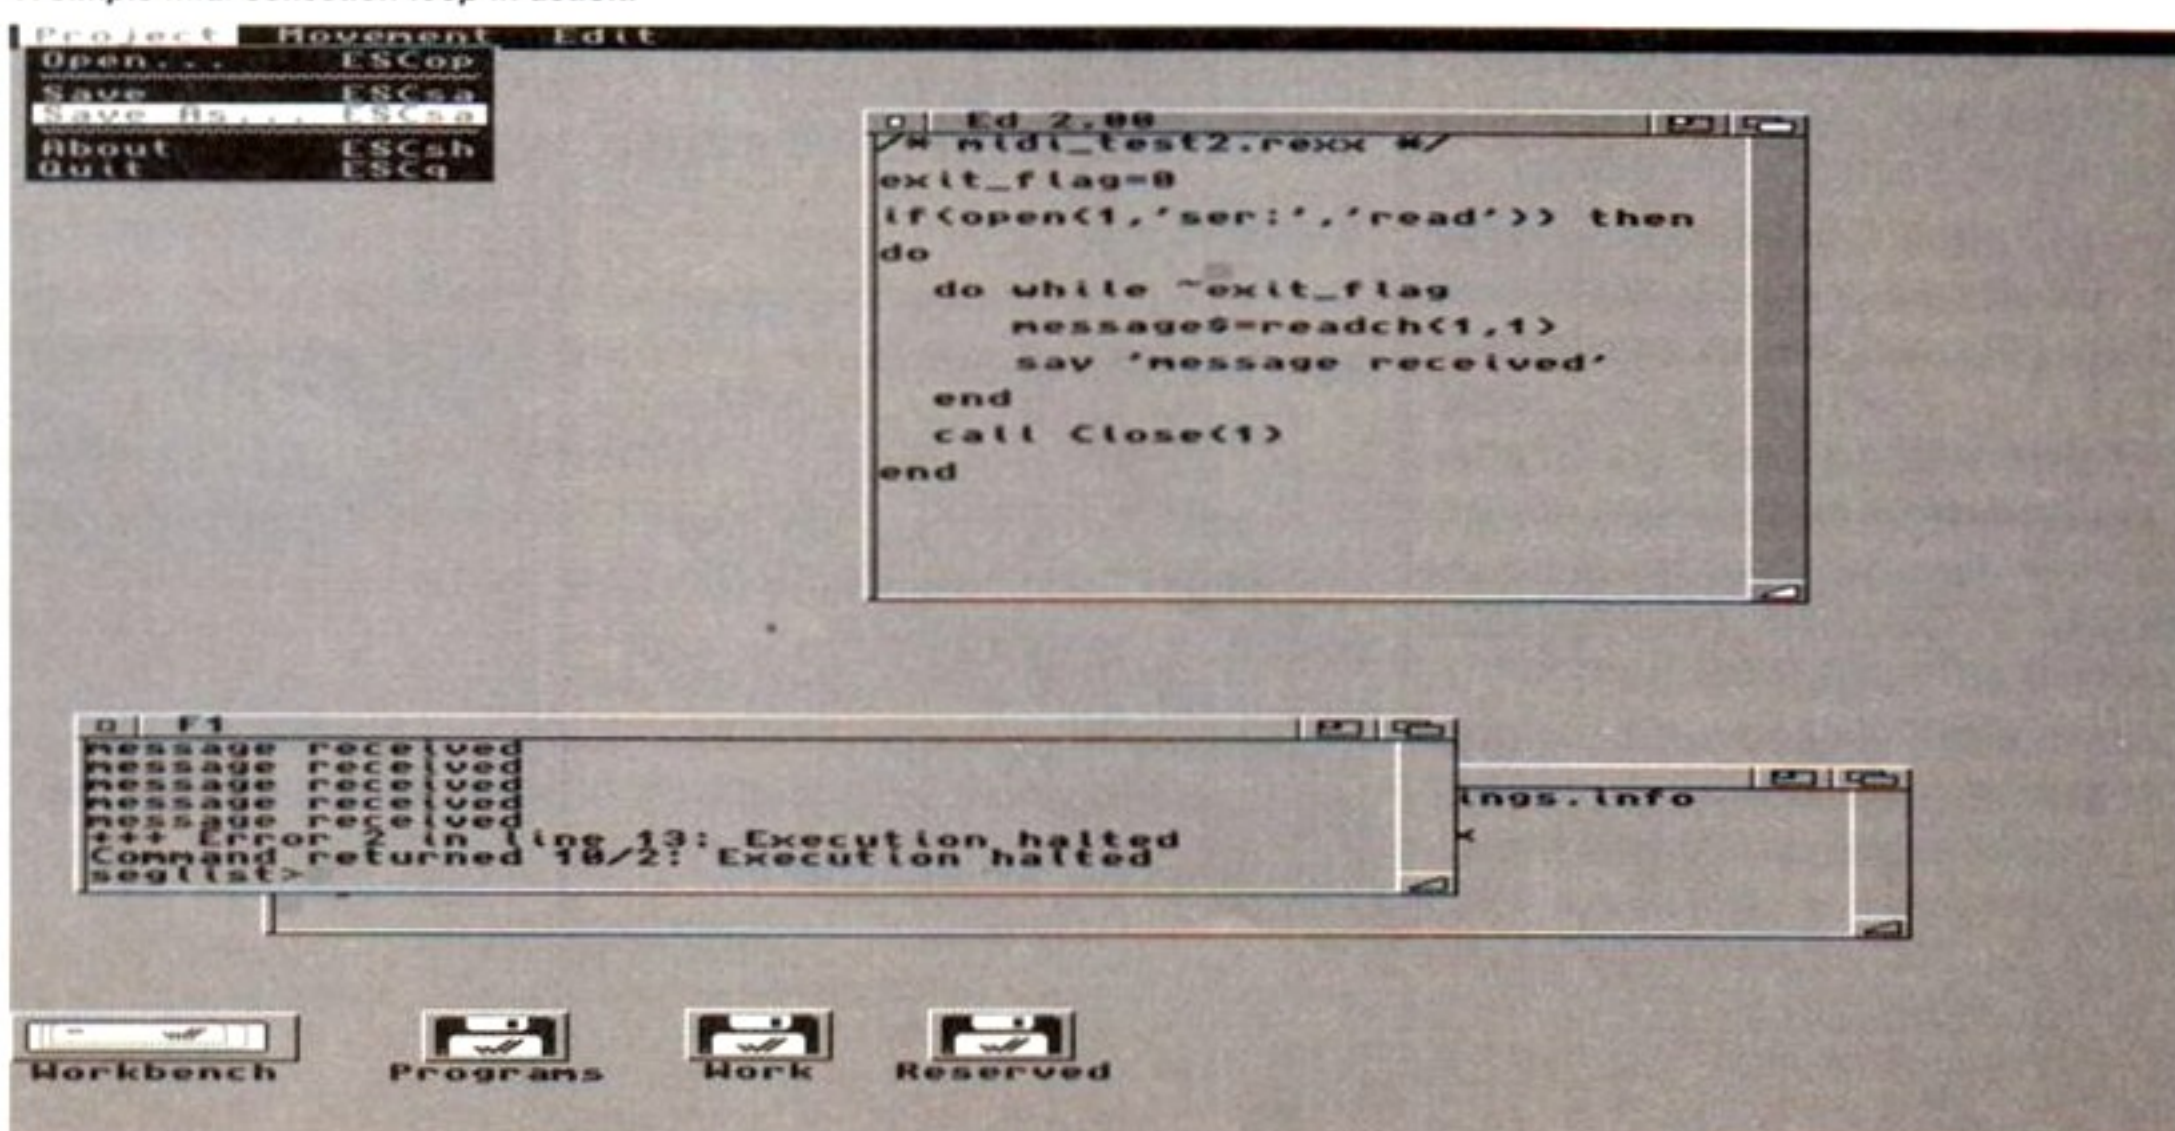 Project Movement Edit
Open... ESCop
Save ESCsa
Save As... ESCsa
About ESCsh
Quit ESCq
Ed 2.00
/* midi_test2.rexx */
exit_flag=0
if(open(1,'ser:','read')) then
do
do while ~exit_flag
message$=readch(1,1)
say 'message received'
end
call Close(1)
end
F1
message received
message received
message received
message received
message received
+++ Error 2 in line 13: Execution halted
Command returned 10/2: Execution halted
seglist>
ings.info
Workbench
Programs
Work
Reserved